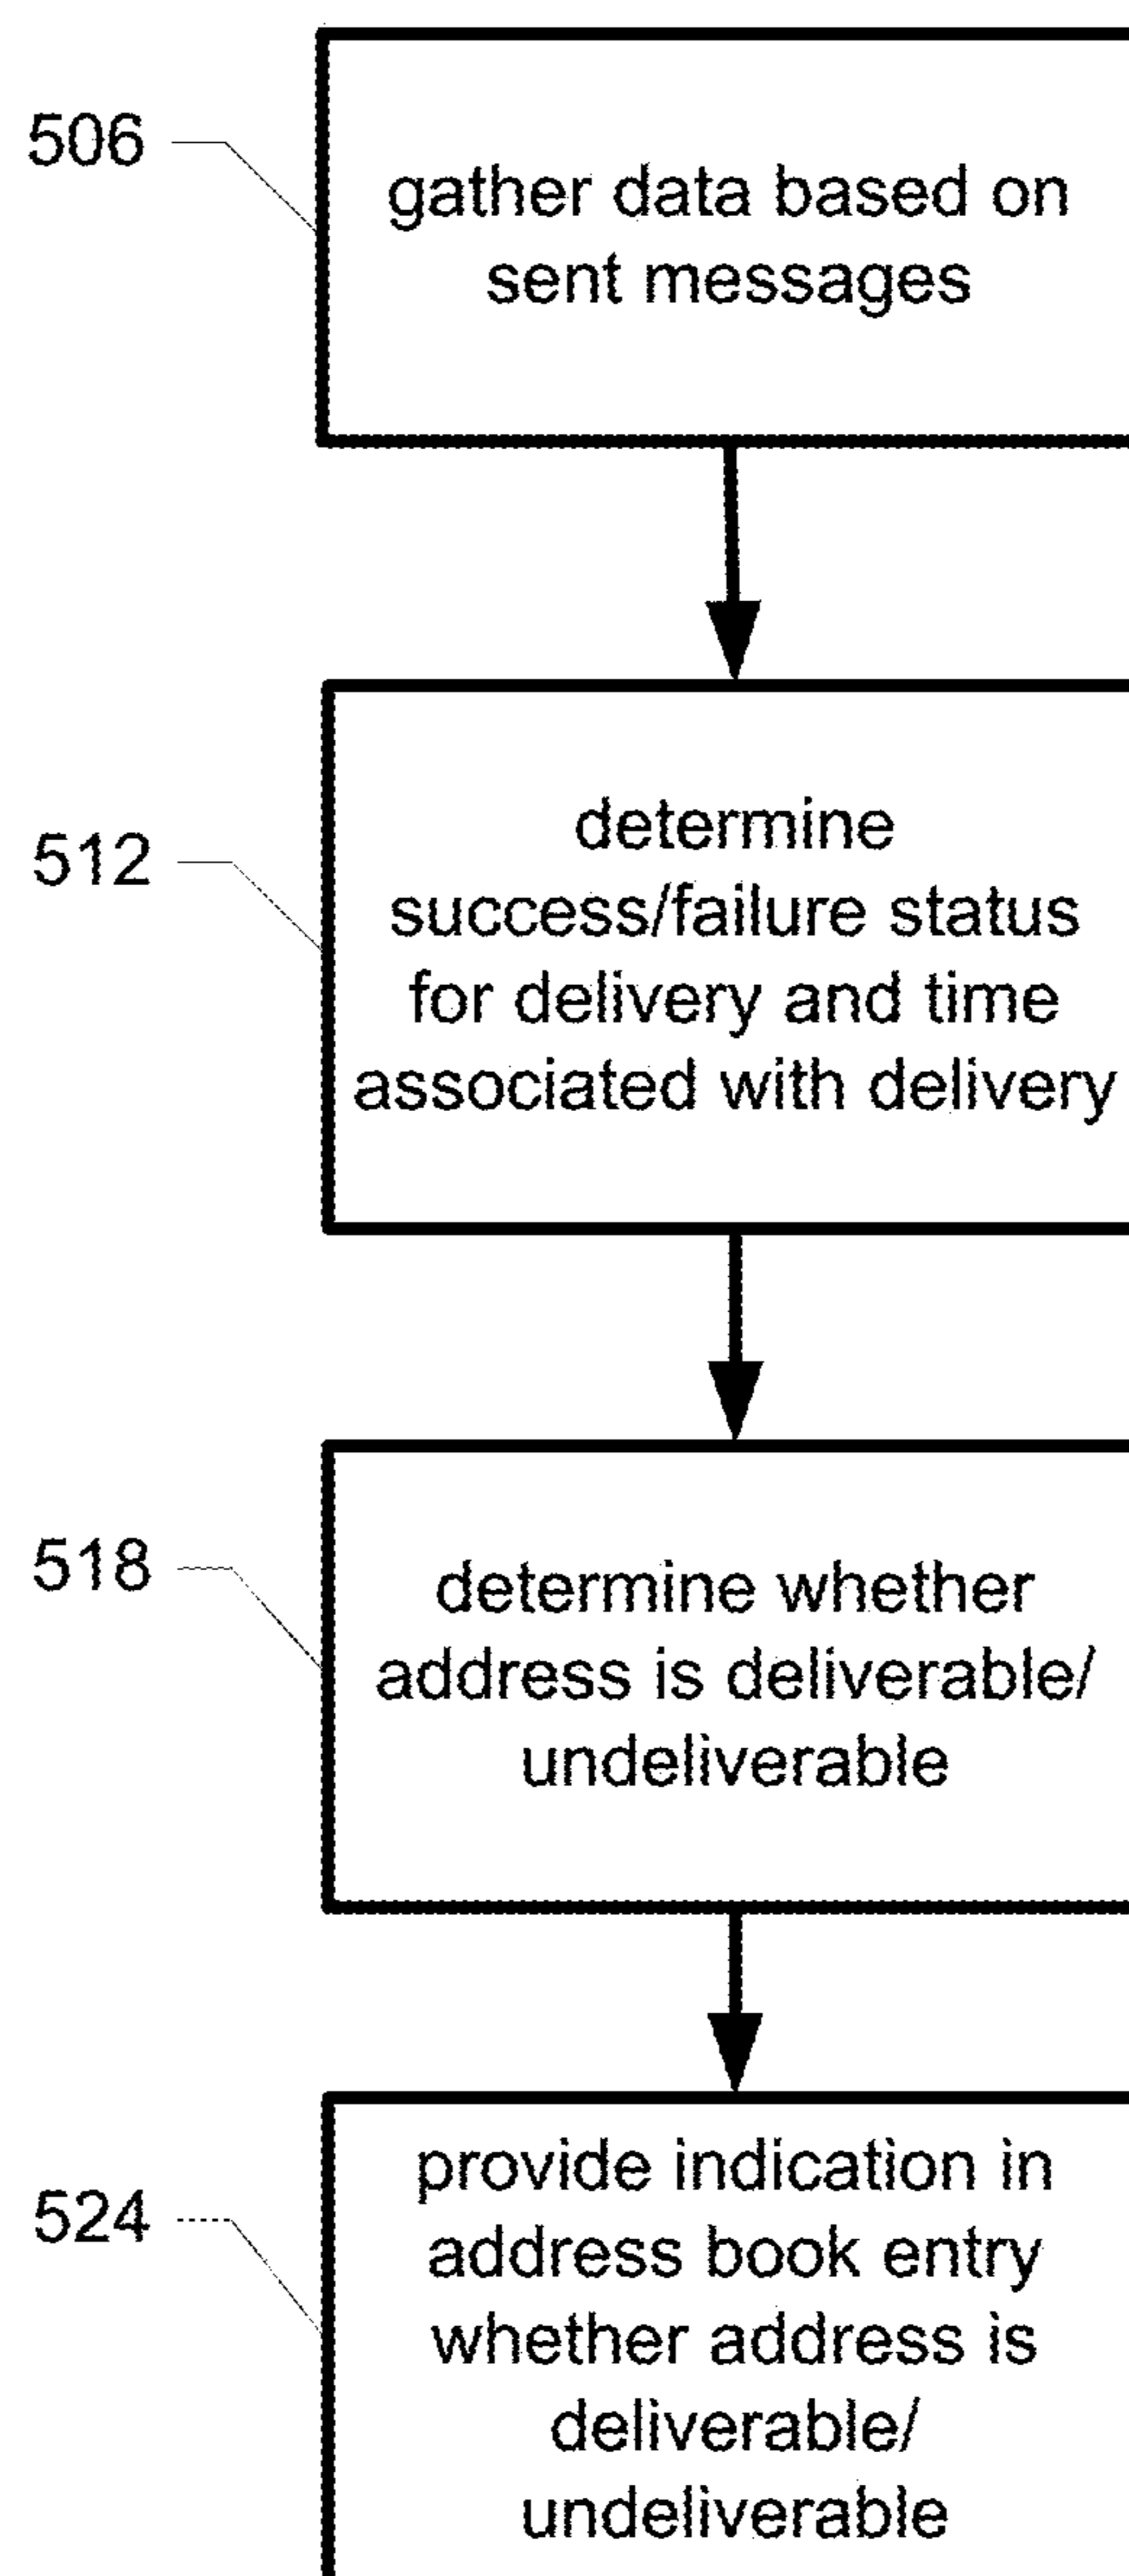 506
gather data based on
sent messages
512
determine
success/failure status
for delivery and time
associated with delivery
518
determine whether
address is deliverable/
undeliverable
524
provide indication in
address book entry
whether address is
deliverable/
undeliverable